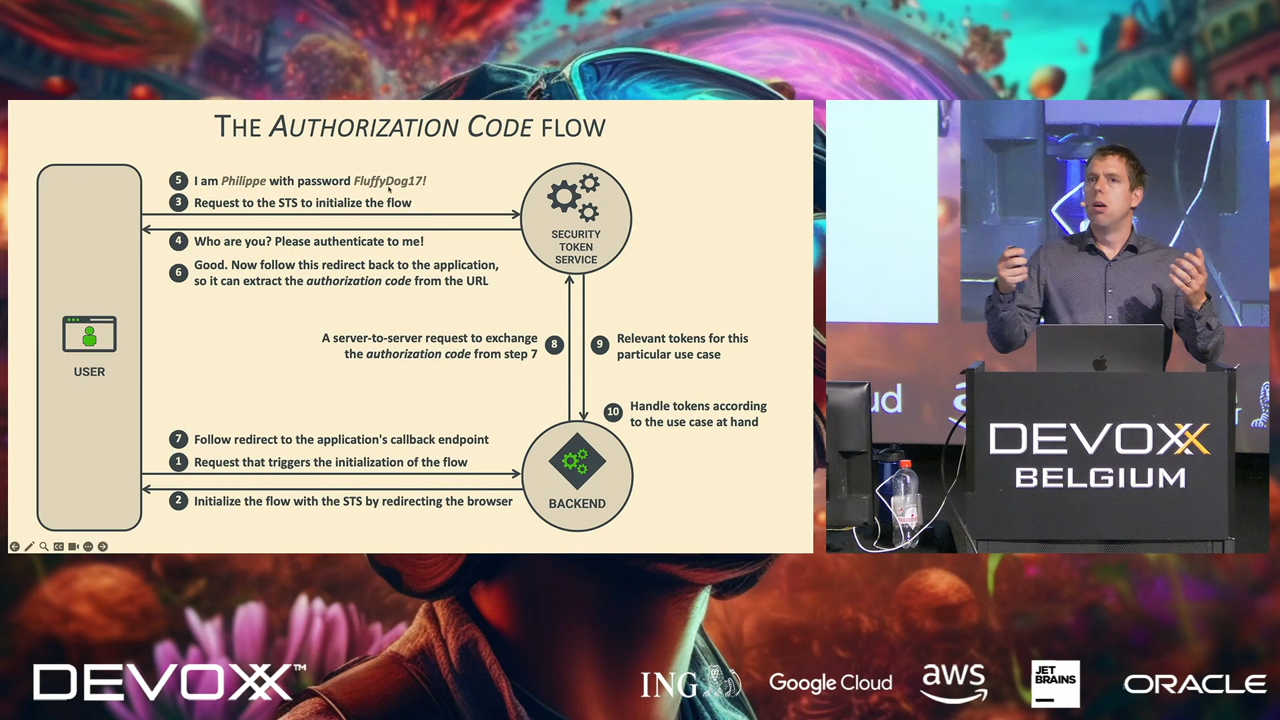 THE AUTHORIZATION CODE FLOW
5 I am Philippe with password FluffyDog17!
3 Request to the STS to initialize the flow
4 Who are you? Please authenticate to me!
6 Good. Now follow this redirect back to the application,
so it can extract the authorization code from the URL
SECURITY
TOKEN
SERVICE
USER
A server-to-server request to exchange
the authorization code from step 7
8
9 Relevant tokens for this
particular use case
10 Handle tokens according
to the use case at hand
7 Follow redirect to the application's callback endpoint
1 Request that triggers the initialization of the flow
2 Initialize the flow with the STS by redirecting the browser
BACKEND
DEVOXX
BELGIUM
DEVOXX™
ING
Google Cloud
aws
JET
BRAINS
ORACLE